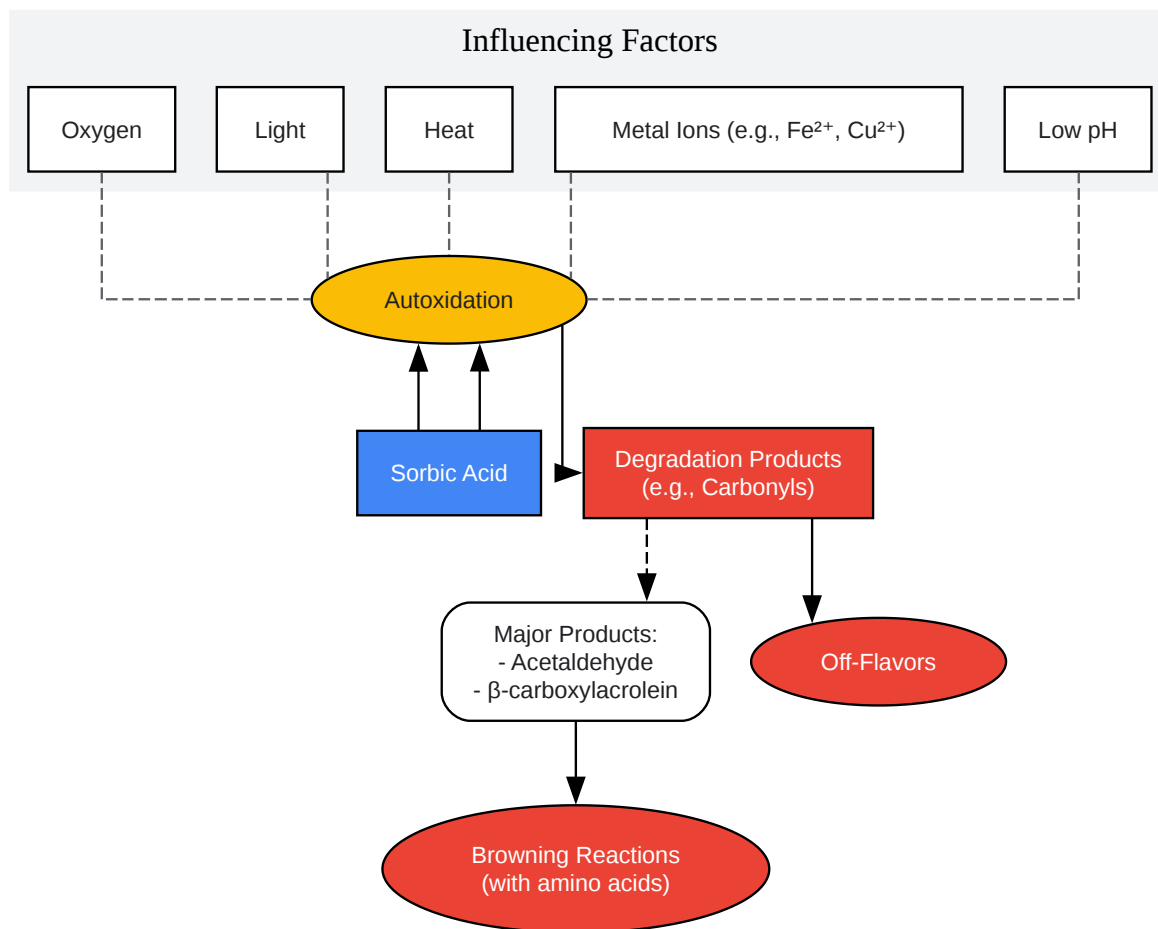 Influencing Factors
Oxygen
Light
Heat
Metal Ions (e.g., Fe²⁺, Cu²⁺)
Low pH
Autoxidation
Sorbic Acid
Degradation Products
(e.g., Carbonyls)
Major Products:
- Acetaldehyde
- β-carboxylacrolein
Off-Flavors
Browning Reactions
(with amino acids)